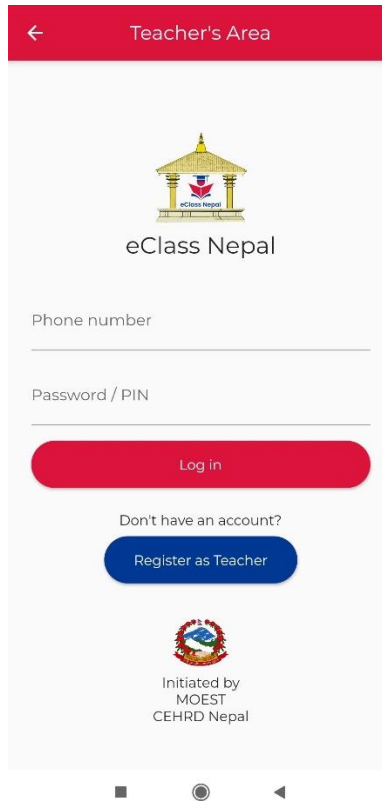 Teacher's Area
eClass Nepal
eClass Nepal
Phone number
Password / PIN
Log in
Don't have an account?
Register as Teacher
Initiated by
MOEST
CEHRD Nepal